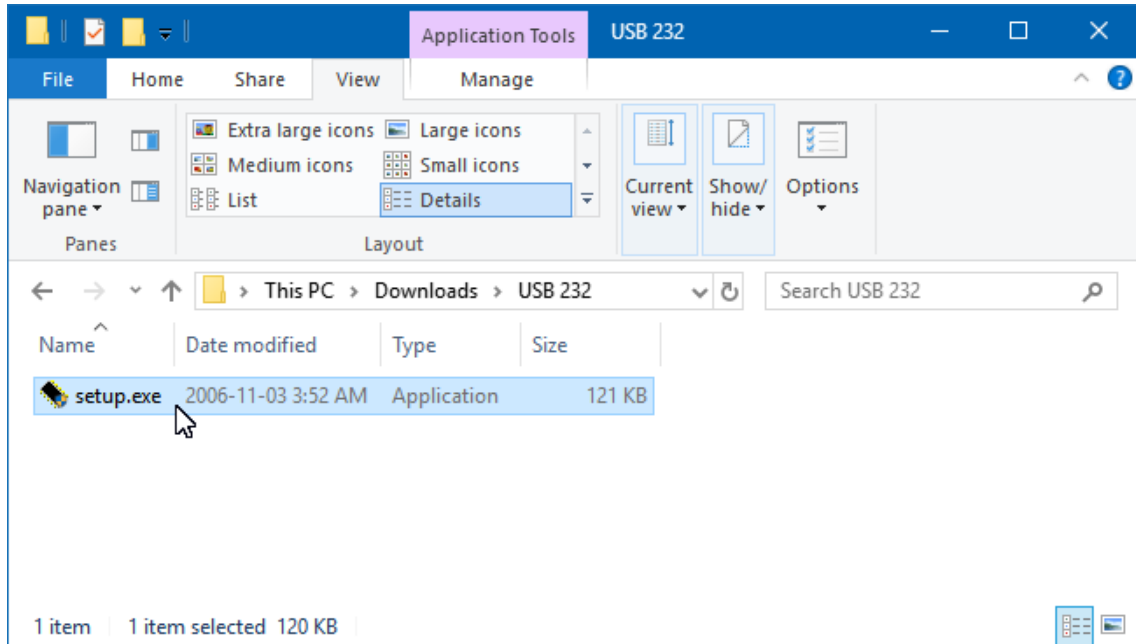 Application Tools USB 232
File Home Share View Manage
Extra large icons Large icons
Medium icons Small icons
List Details
Navigation pane
Current view
Show/ hide
Options
Panes Layout
This PC > Downloads > USB 232 Search USB 232
Name Date modified Type Size
setup.exe 2006-11-03 3:52 AM Application 121 KB
1 item 1 item selected 120 KB